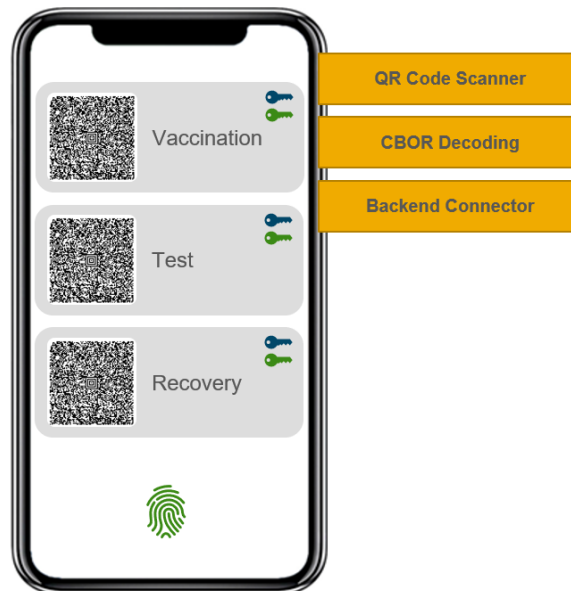 QR Code Scanner
Vaccination
CBOR Decoding
Backend Connector
Test
Recovery